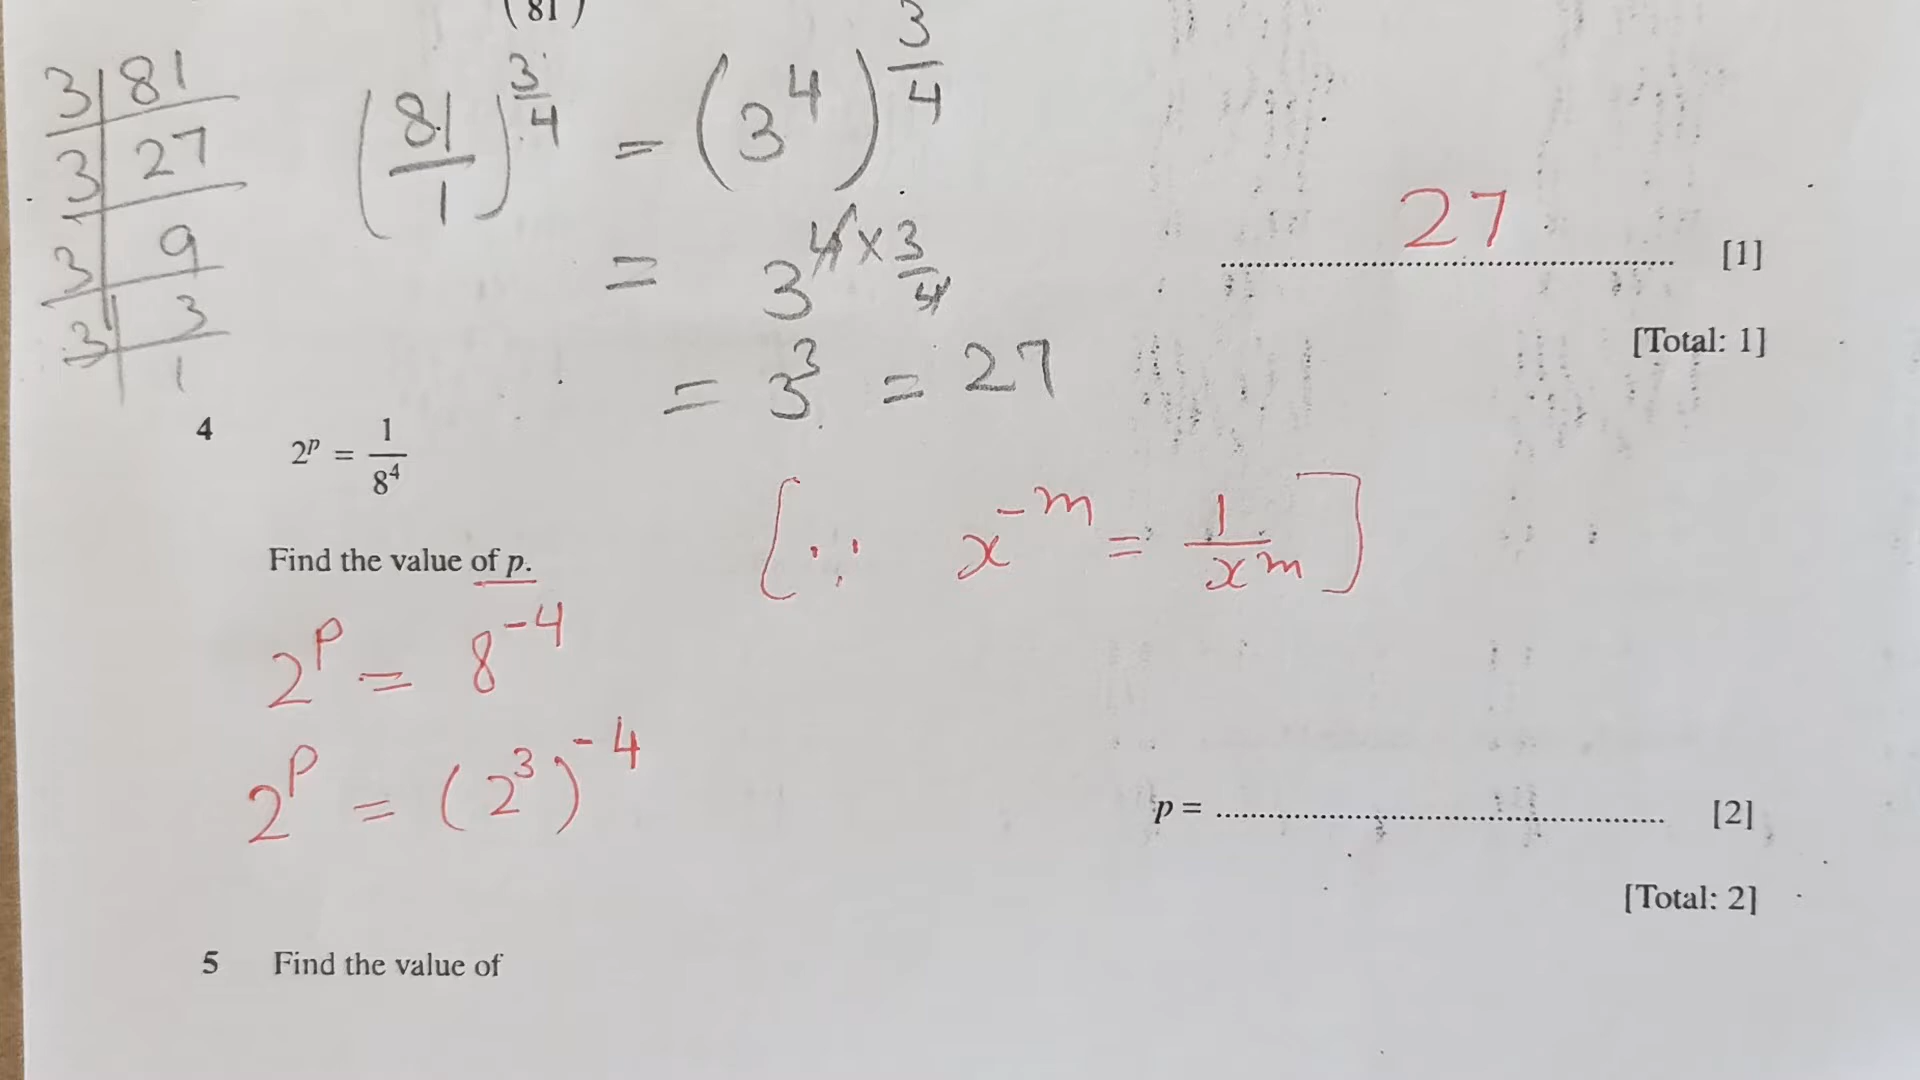 (81)
3 | 81
3 | 27
3 | 9
3 | 3
1
(81/1)^(3/4) = (3^4)^(3/4)
= 3^(4 × 3/4)
= 3^3 = 27
27 [1]
[Total: 1]
4 2^p = 1/8^4
[∵ x^-m = 1/x^m]
Find the value of p.
2^p = 8^-4
2^p = (2^3)^-4
p = ........................................ [2]
[Total: 2]
5 Find the value of